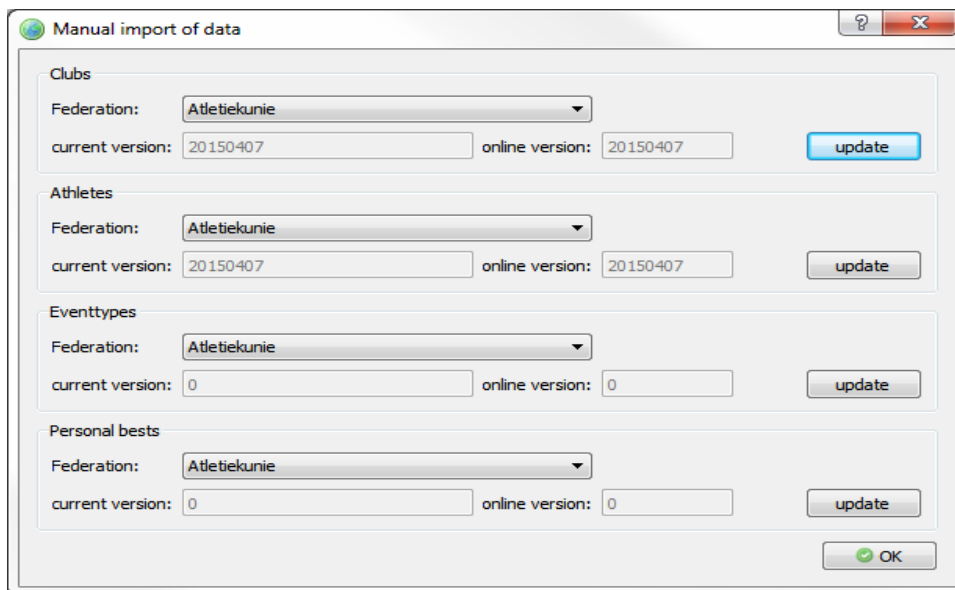 Manual import of data
Clubs
Federation: Atletiekunie
current version: 20150407 online version: 20150407 update
Athletes
Federation: Atletiekunie
current version: 20150407 online version: 20150407 update
Eventtypes
Federation: Atletiekunie
current version: 0 online version: 0 update
Personal bests
Federation: Atletiekunie
current version: 0 online version: 0 update
OK